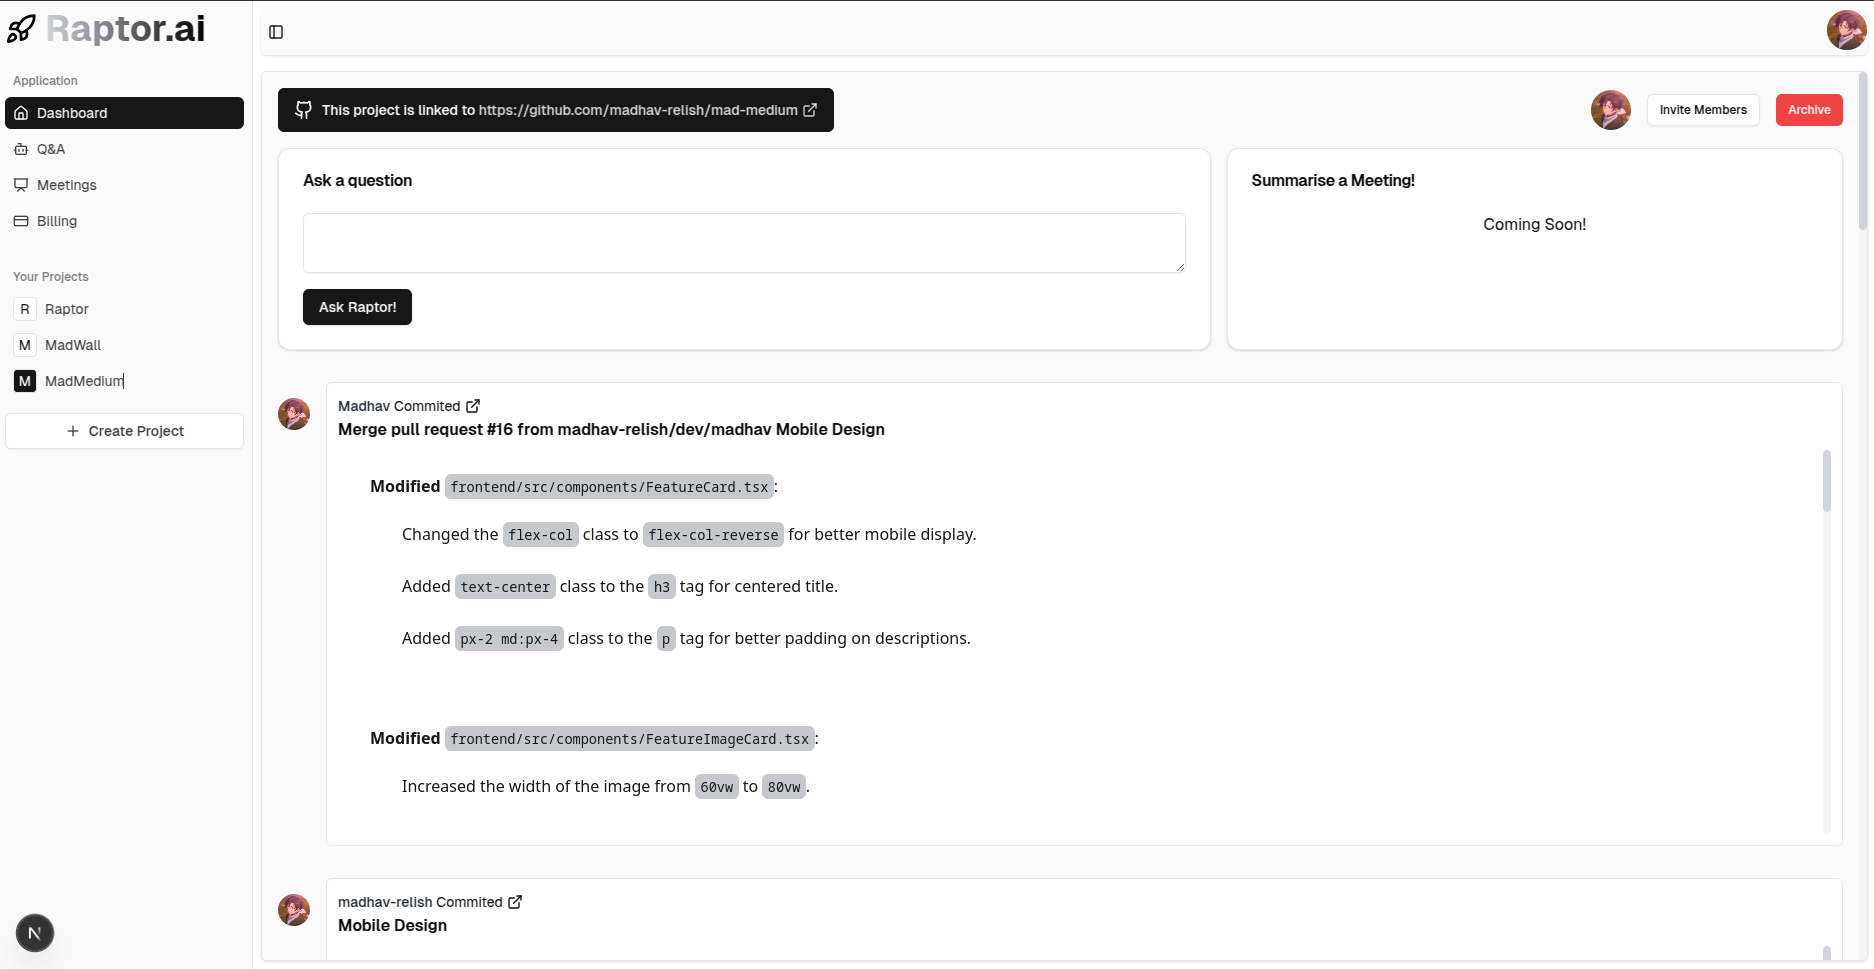 Raptor.ai
Application
Dashboard
Q&A
Meetings
Billing
Your Projects
R Raptor
M MadWall
M MadMedium
+ Create Project
This project is linked to https://github.com/madhav-relish/mad-medium
Invite Members
Archive
Ask a question
Ask Raptor!
Summarise a Meeting!
Coming Soon!
Madhav Commited
Merge pull request #16 from madhav-relish/dev/madhav Mobile Design
Modified frontend/src/components/FeatureCard.tsx:
Changed the flex-col class to flex-col-reverse for better mobile display.
Added text-center class to the h3 tag for centered title.
Added px-2 md:px-4 class to the p tag for better padding on descriptions.
Modified frontend/src/components/FeatureImageCard.tsx:
Increased the width of the image from 60vw to 80vw.
madhav-relish Commited
Mobile Design
N